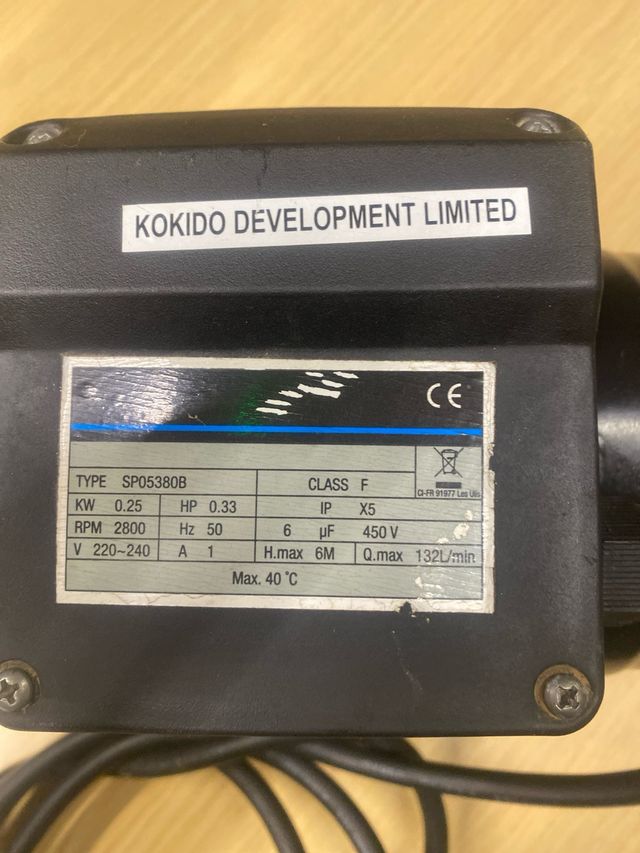 KOKIDO DEVELOPMENT LIMITED
CE
CI-FR 91977 Les Ulis
TYPE SP05380B CLASS F
KW 0.25 HP 0.33 IP X5
RPM 2800 Hz 50 6 µF 450 V
V 220~240 A 1 H.max 6M Q.max 132L/min
Max. 40 °C